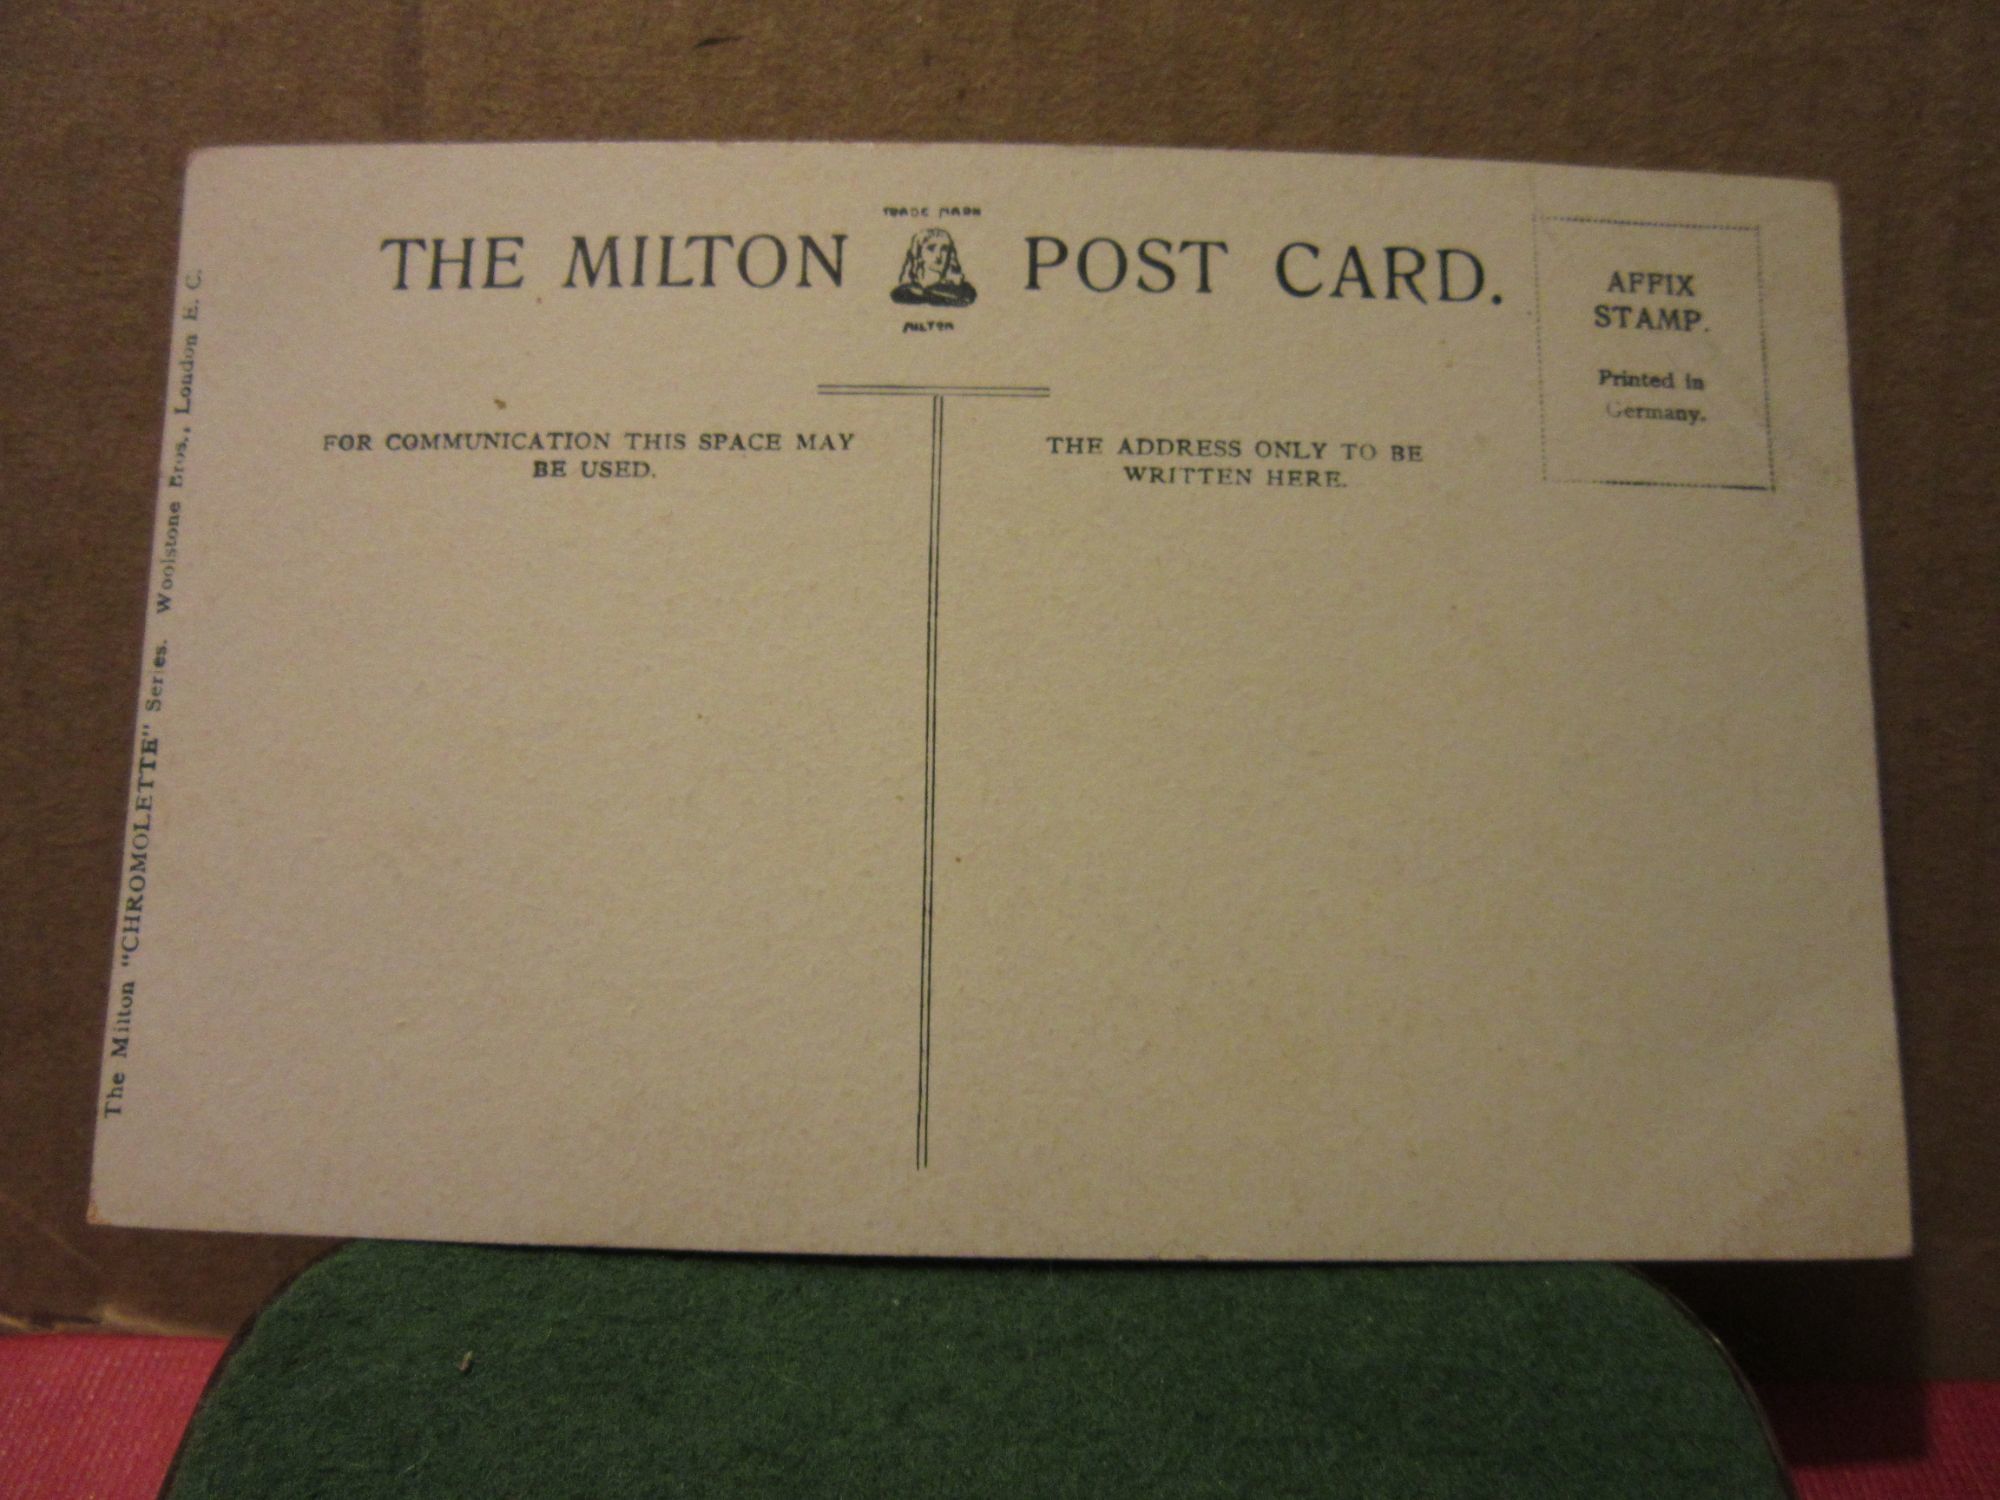 TRADE MARK
THE MILTON POST CARD.
MILTON
AFFIX
STAMP.
Printed in
Germany.
FOR COMMUNICATION THIS SPACE MAY
BE USED.
THE ADDRESS ONLY TO BE
WRITTEN HERE.
The Milton "CHROMOLETTE" Series. Woolstone Bros., London E. C.